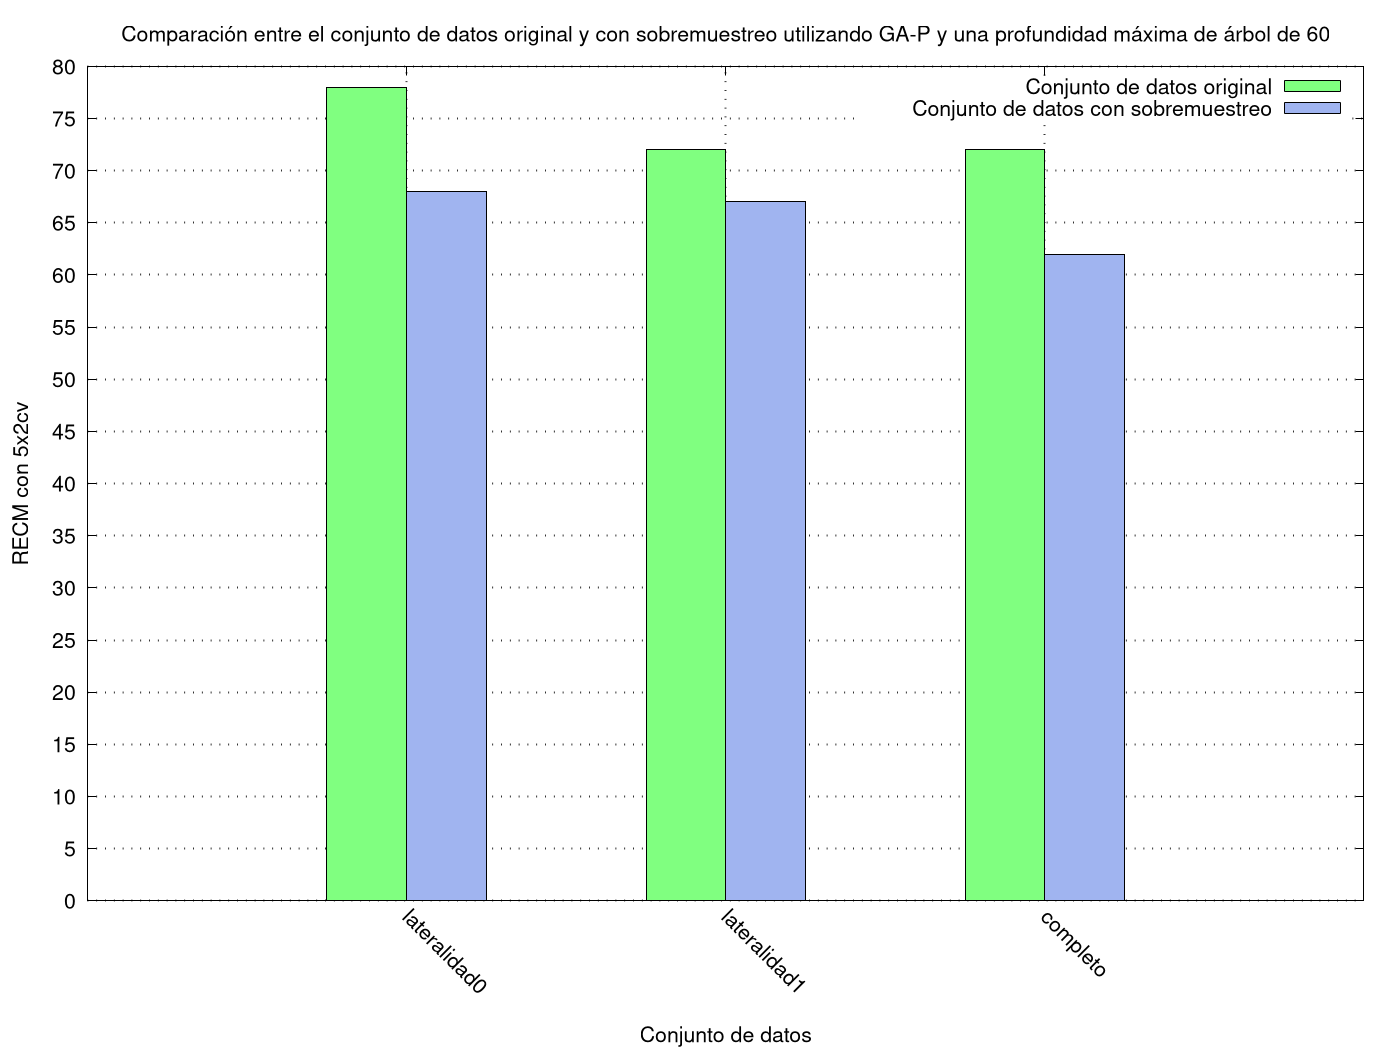 Comparación entre el conjunto de datos original y con sobremuestreo utilizando GA-P y una profundidad máxima de árbol de 60
80
75
70
65
60
55
50
45
40
35
30
25
20
15
10
5
0
Conjunto de datos original
Conjunto de datos con sobremuestreo
RECM con 5x2cv
lateralidad0
lateralidad1
completo
Conjunto de datos